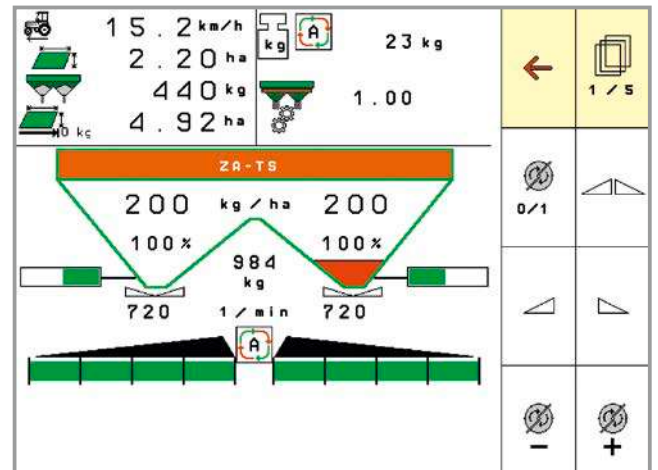 15.2 km/h
2.20 ha
440 kg
4.92 ha
0 kg
kg A 23 kg
1.00
1 / 5
ZA-TS
200 kg/ha 200
100% 100%
984
kg
720 1/min 720
A
0/1
- +